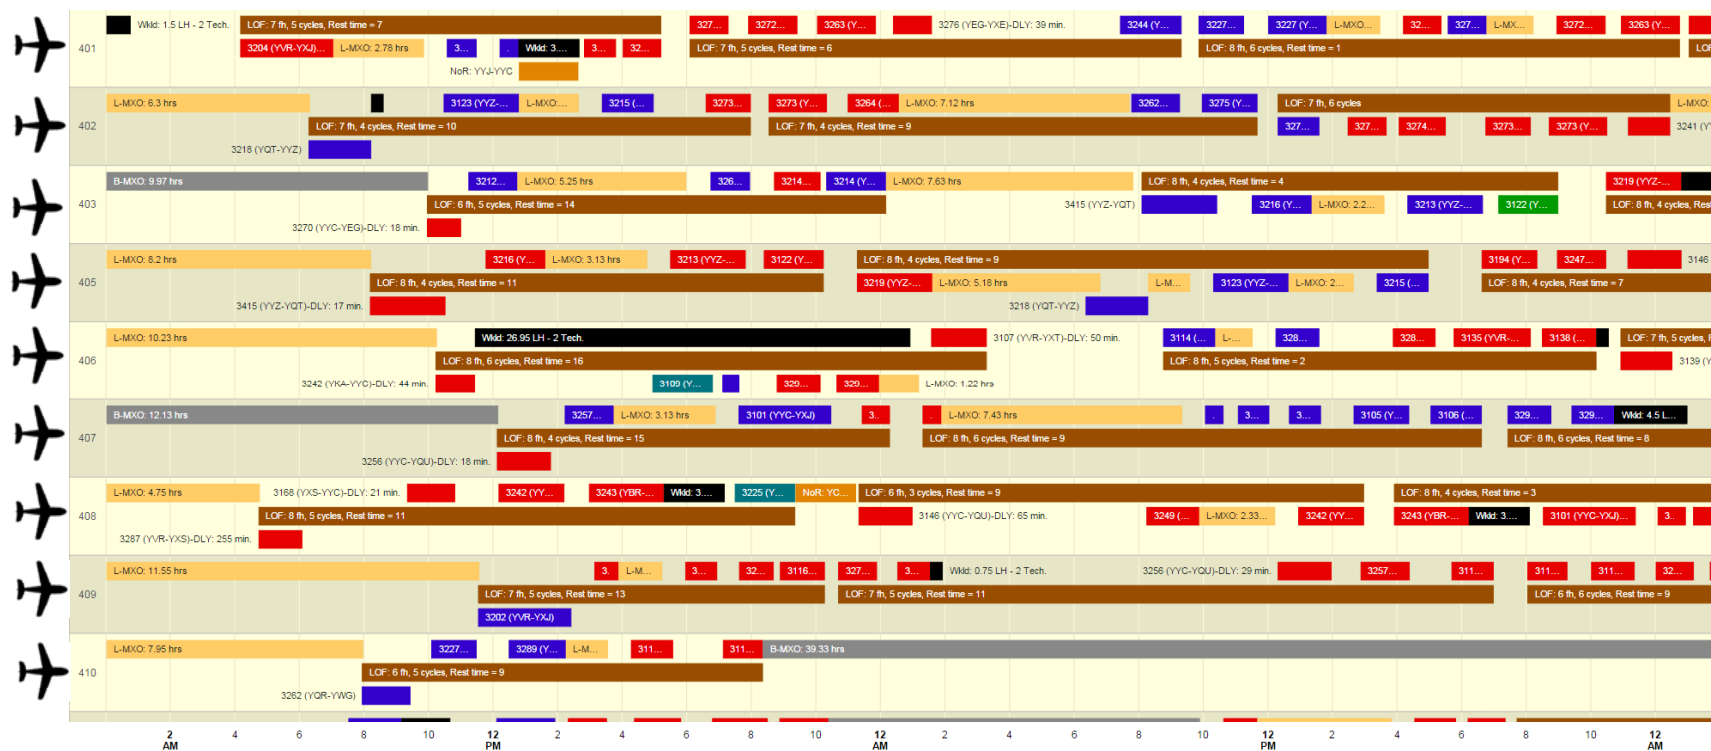 Wkld: 1.5 LH - 2 Tech. LOF: 7 fh, 5 cycles, Rest time = 7 327... 3272... 3263 (Y... 3276 (YEG-YXE)-DLY: 39 min. 3244 (Y... 3227... 3227 (Y... L-MXO... 32... 327... L-M... 3272... 3263 (Y...
401 3204 (YVR-YXJ)... L-MXO: 2.78 hrs 3... . Wkld: 3.... 3... 32... LOF: 7 fh, 5 cycles, Rest time = 6 LOF: 8 fh, 6 cycles, Rest time = 1 LOF
NoR: YYJ-YYC
L-MXO: 6.3 hrs 3123 (YYZ-... L-MXO:... 3215 (... 3273... 3273 (Y... 3264 (... L-MXO: 7.12 hrs 3262... 3275 (Y... LOF: 7 fh, 6 cycles L-MXO:
402 LOF: 7 fh, 4 cycles, Rest time = 10 LOF: 7 fh, 4 cycles, Rest time = 9 327... 327... 3274... 3273... 3273 (Y... 3241 (Y
3218 (YQT-YYZ)
B-MXO: 9.97 hrs 3212... L-MXO: 5.25 hrs 326... 3214... 3214 (Y... L-MXO: 7.63 hrs LOF: 8 fh, 4 cycles, Rest time = 4 3219 (YYZ-...
403 LOF: 6 fh, 5 cycles, Rest time = 14 3415 (YYZ-YQT) 3216 (Y... L-MXO: 2.2... 3213 (YYZ-... 3122 (Y... LOF: 8 fh, 4 cycles, Rest
3270 (YYC-YEG)-DLY: 18 min.
L-MXO: 8.2 hrs 3216 (Y... L-MXO: 3.13 hrs 3213 (YYZ-... 3122 (Y... LOF: 8 fh, 4 cycles, Rest time = 9 3194 (Y... 3247... 3146
405 LOF: 8 fh, 4 cycles, Rest time = 11 3219 (YYZ-... L-MXO: 5.18 hrs L-M... 3123 (YYZ-... L-MXO: 2... 3215 (... LOF: 8 fh, 4 cycles, Rest time = 7
3415 (YYZ-YQT)-DLY: 17 min. 3218 (YQT-YYZ)
L-MXO: 10.23 hrs Wkld: 26.95 LH - 2 Tech. 3107 (YVR-YXT)-DLY: 50 min. 3114 (... L-... 328... 328... 3135 (YVR-... 3138 (... LOF: 7 fh, 5 cycles, F
406 LOF: 8 fh, 6 cycles, Rest time = 16 LOF: 8 fh, 5 cycles, Rest time = 2 3139 (Y
3242 (YKA-YYC)-DLY: 44 min. 3109 (Y... 329... 329... L-MXO: 1.22 hrs
B-MXO: 12.13 hrs 3257... L-MXO: 3.13 hrs 3101 (YYC-YXJ) 3.. . L-MXO: 7.43 hrs . 3... 3... 3105 (Y... 3106 (... 329... 329... Wkld: 4.5 L...
407 LOF: 8 fh, 4 cycles, Rest time = 15 LOF: 8 fh, 6 cycles, Rest time = 9 LOF: 8 fh, 6 cycles, Rest time = 8
3256 (YYC-YQU)-DLY: 18 min.
L-MXO: 4.75 hrs 3168 (YXS-YYC)-DLY: 21 min. 3242 (YY... 3243 (YBR-... Wkld: 3.... 3225 (Y... NoR: YC... LOF: 6 fh, 3 cycles, Rest time = 9 LOF: 8 fh, 4 cycles, Rest time = 3
408 LOF: 8 fh, 5 cycles, Rest time = 11 3146 (YYC-YQU)-DLY: 65 min. 3249 (... L-MXO: 2.33... 3242 (YY... 3243 (YBR-... Wkld: 3.... 3101 (YYC-YXJ)... 3..
3287 (YVR-YXS)-DLY: 255 min.
L-MXO: 11.55 hrs 3. L-M... 3... 32... 3116... 327... 3... Wkld: 0.75 LH - 2 Tech. 3256 (YYC-YQU)-DLY: 29 min. 3257... 311... 311... 311... 32...
409 LOF: 7 fh, 5 cycles, Rest time = 13 LOF: 7 fh, 5 cycles, Rest time = 11 LOF: 6 fh, 6 cycles, Rest time = 9
3202 (YVR-YXJ)
L-MXO: 7.95 hrs 3227... 3289 (Y... L-M... 311... 311... B-MXO: 39.33 hrs
410 LOF: 6 fh, 5 cycles, Rest time = 9
3262 (YQR-YWG)
2 4 6 8 10 12 2 4 6 8 10 12 2 4 6 8 10 12 2 4 6 8 10 12
AM PM AM PM AM